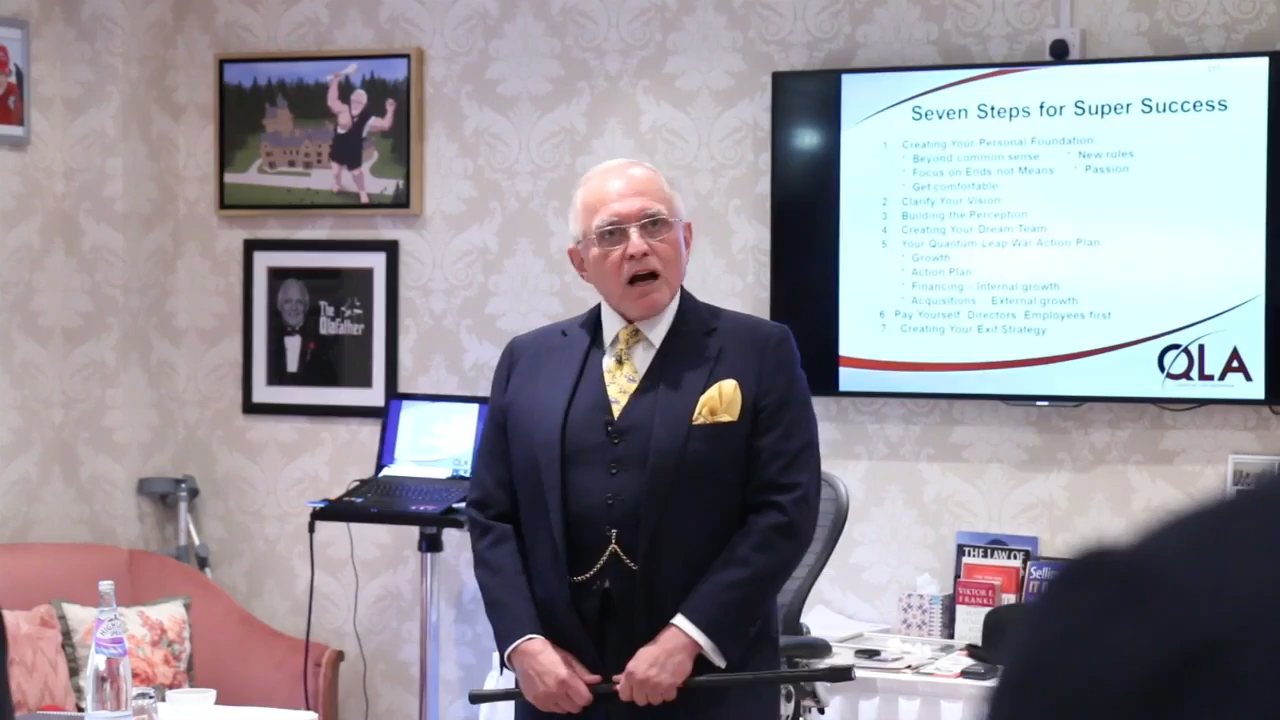 Seven Steps for Super Success
1. Creating Your Personal Foundation:
Beyond common sense
New rules
Focus on Ends not Means
Passion
Get comfortable
2. Clarify Your Vision
3. Building the Perception
4. Creating Your Dream Team
5. Your Quantum Leap War Action Plan
Growth
Action Plan
Financing - Internal growth
Acquisitions - External growth
6. Pay Yourself, Directors, Employees first
7. Creating Your Exit Strategy
QLA
The
Qlafather
QLA
THE LAW OF
Selling
VIKTOR E.
FRANKL